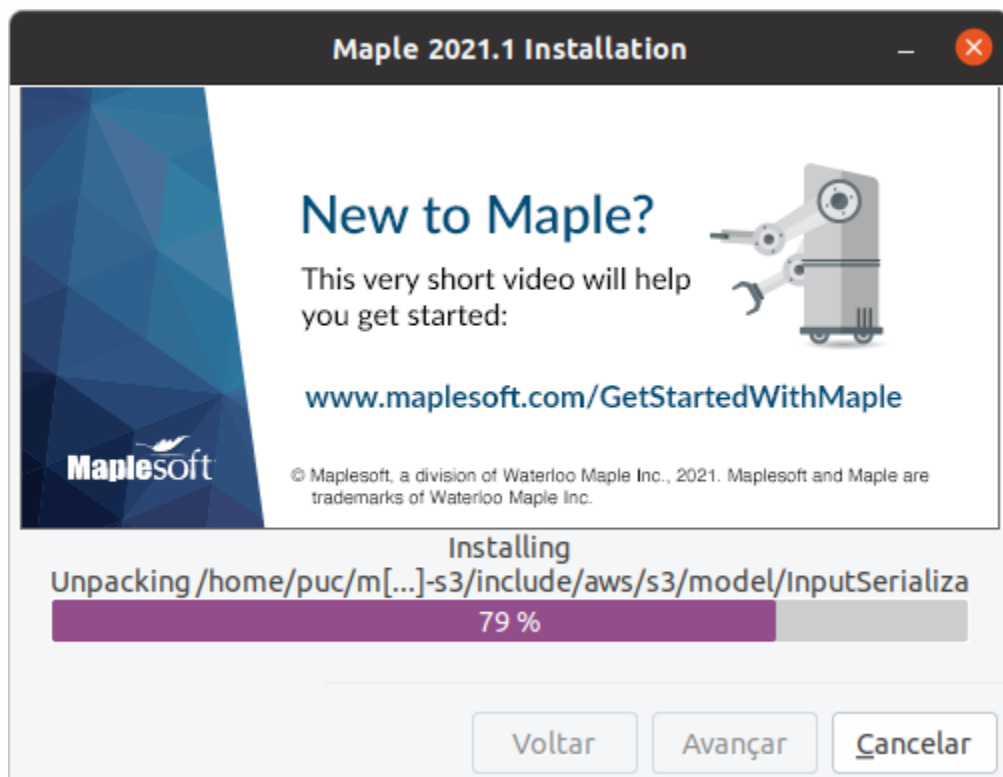 Maple 2021.1 Installation
New to Maple?
This very short video will help
you get started:
www.maplesoft.com/GetStartedWithMaple
Maplesoft
© Maplesoft, a division of Waterloo Maple Inc., 2021. Maplesoft and Maple are
trademarks of Waterloo Maple Inc.
Installing
Unpacking /home/puc/m[...]-s3/include/aws/s3/model/InputSerializa
79 %
Voltar
Avançar
Cancelar